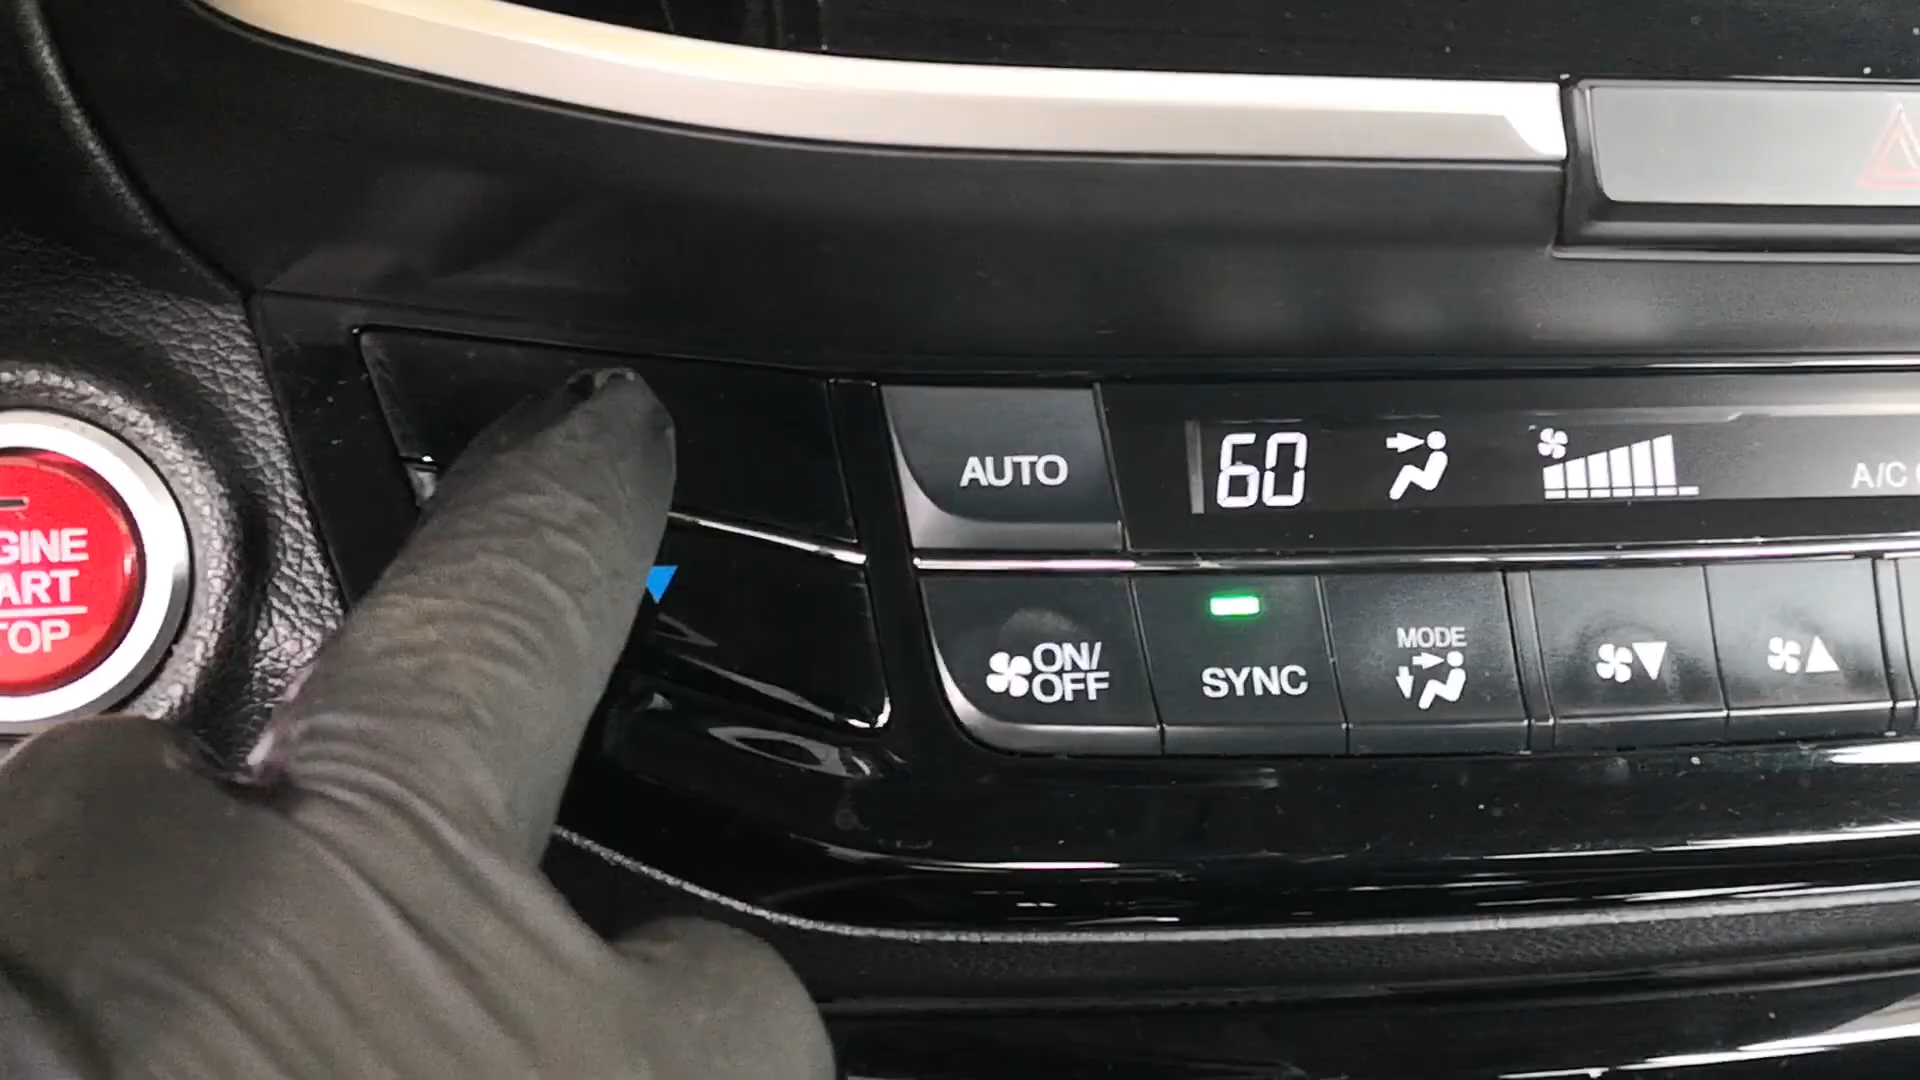 AUTO
60
A/C
GINE
ART
TOP
ON/
OFF
SYNC
MODE